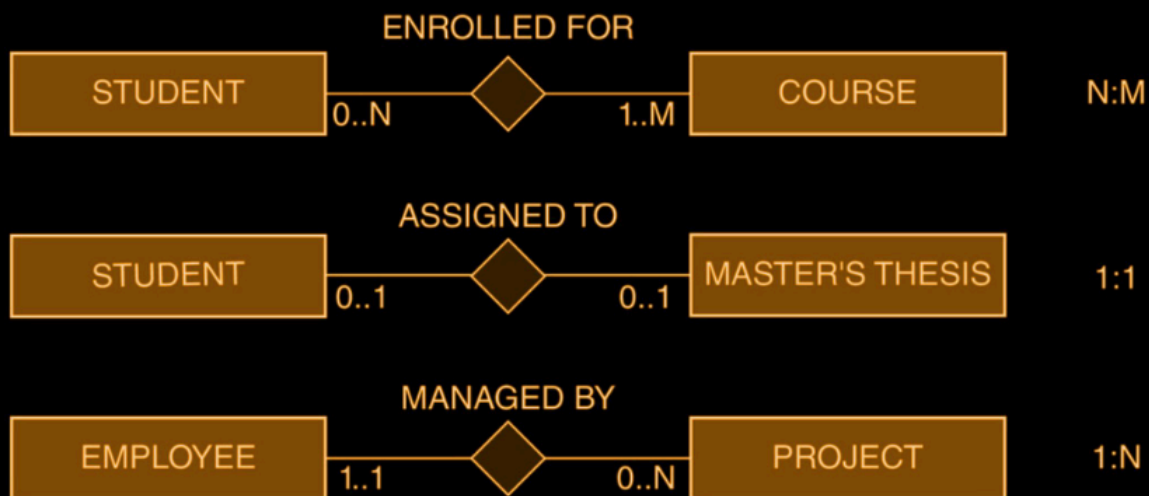 ENROLLED FOR
STUDENT 0..N 1..M COURSE N:M
ASSIGNED TO
STUDENT 0..1 0..1 MASTER'S THESIS 1:1
MANAGED BY
EMPLOYEE 1..1 0..N PROJECT 1:N